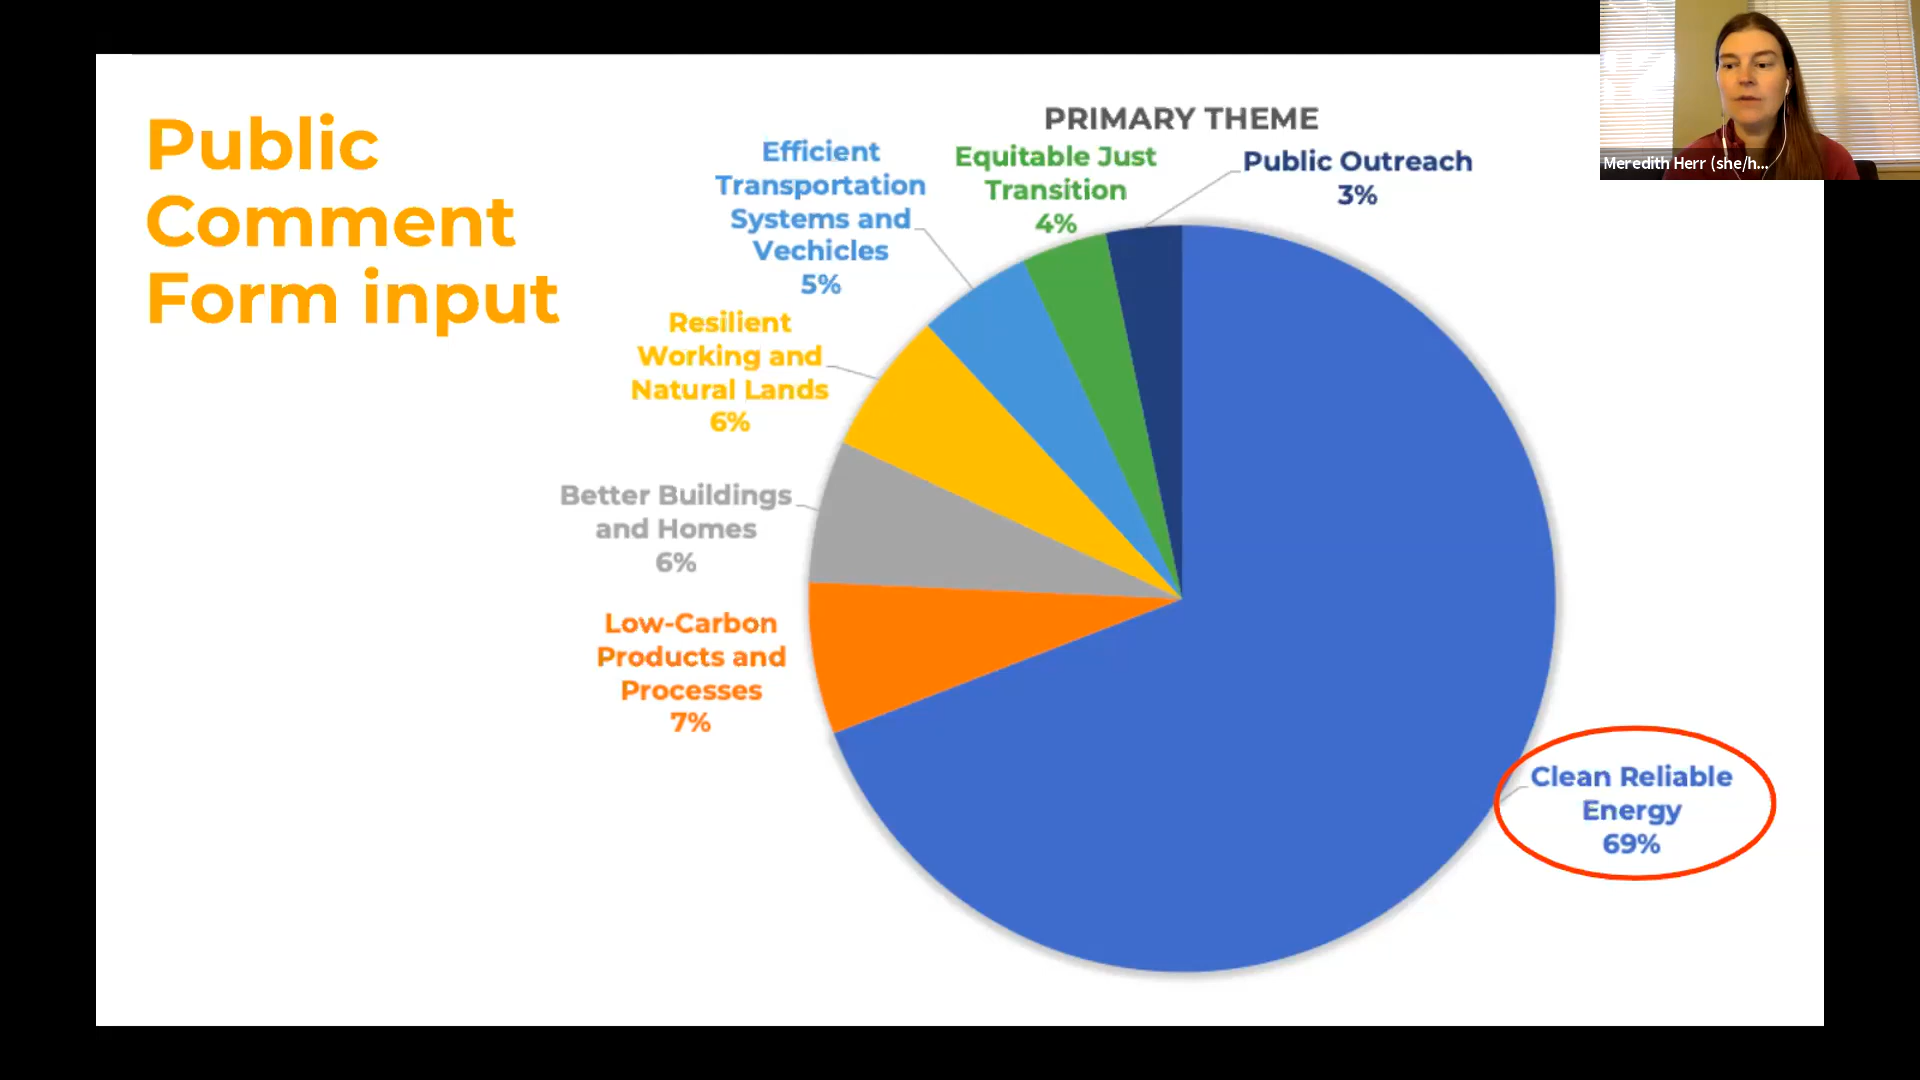 Public
Comment
Form input
PRIMARY THEME
Efficient
Transportation
Systems and
Vechicles
5%
Equitable Just
Transition
4%
Public Outreach
3%
Resilient
Working and
Natural Lands
6%
Better Buildings
and Homes
6%
Low-Carbon
Products and
Processes
7%
Clean Reliable
Energy
69%
Meredith Herr (she/h...